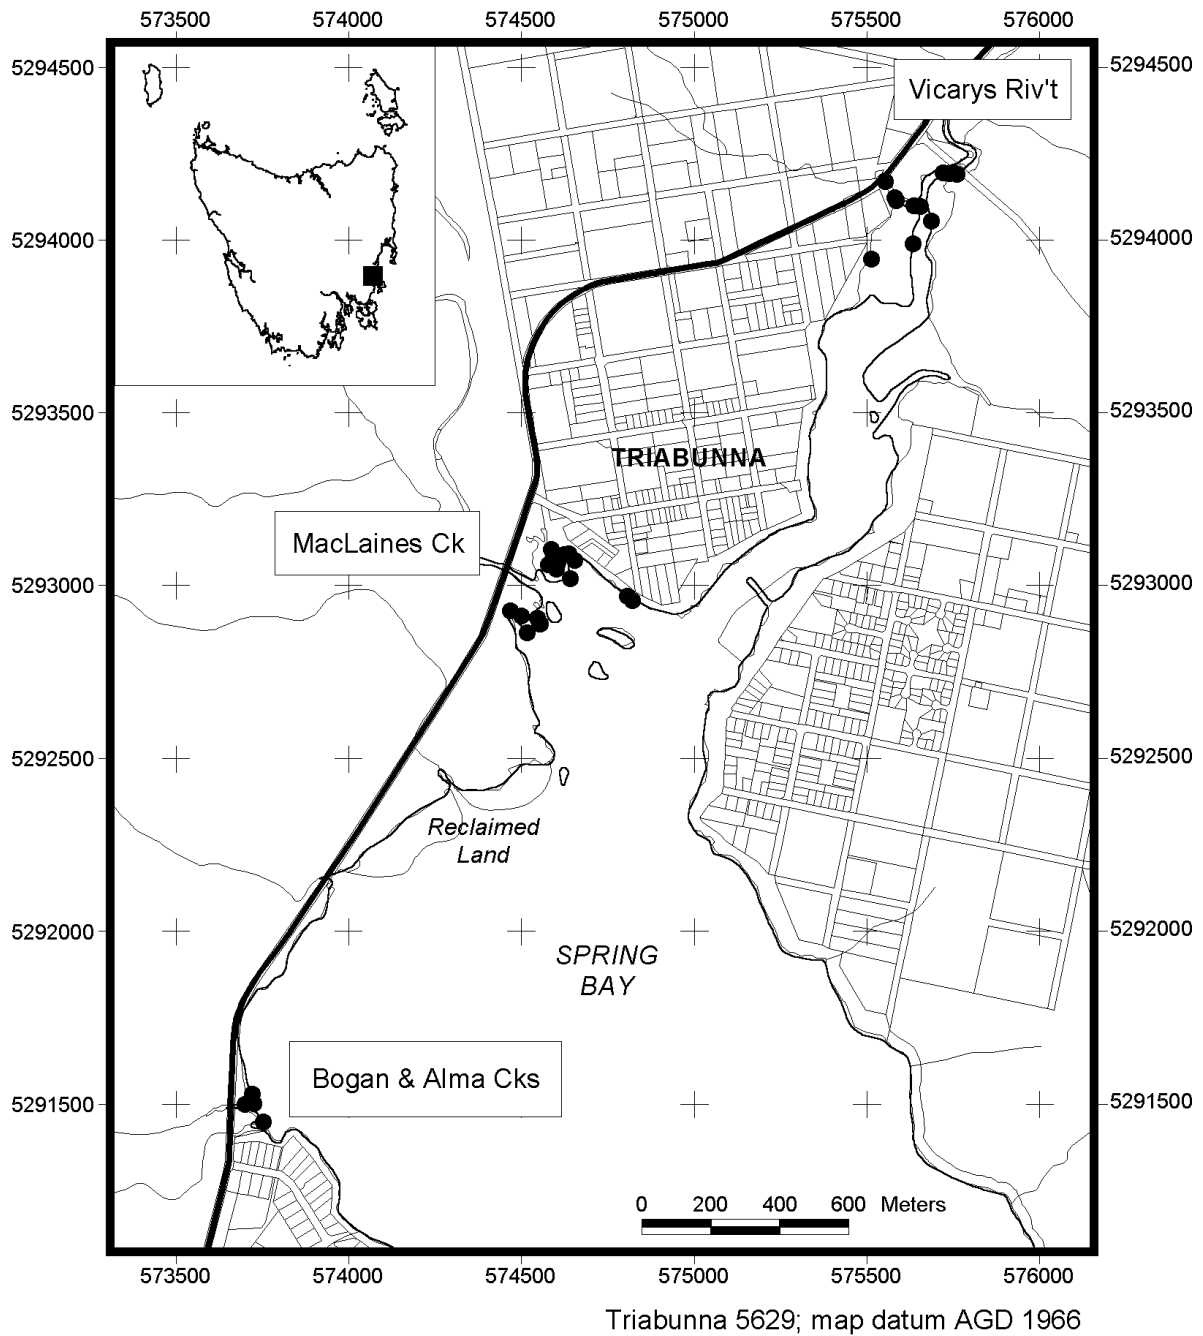 573500 574000 574500 575000 575500 576000
5294500 5294500
Vicarys Riv't
5294000 5294000
5293500 5293500
TRIABUNNA
MacLaines Ck
5293000 5293000
5292500 5292500
Reclaimed
Land
5292000 5292000
SPRING
BAY
Bogan & Alma Cks
5291500 5291500
0 200 400 600 Meters
573500 574000 574500 575000 575500 576000
Triabunna 5629; map datum AGD 1966